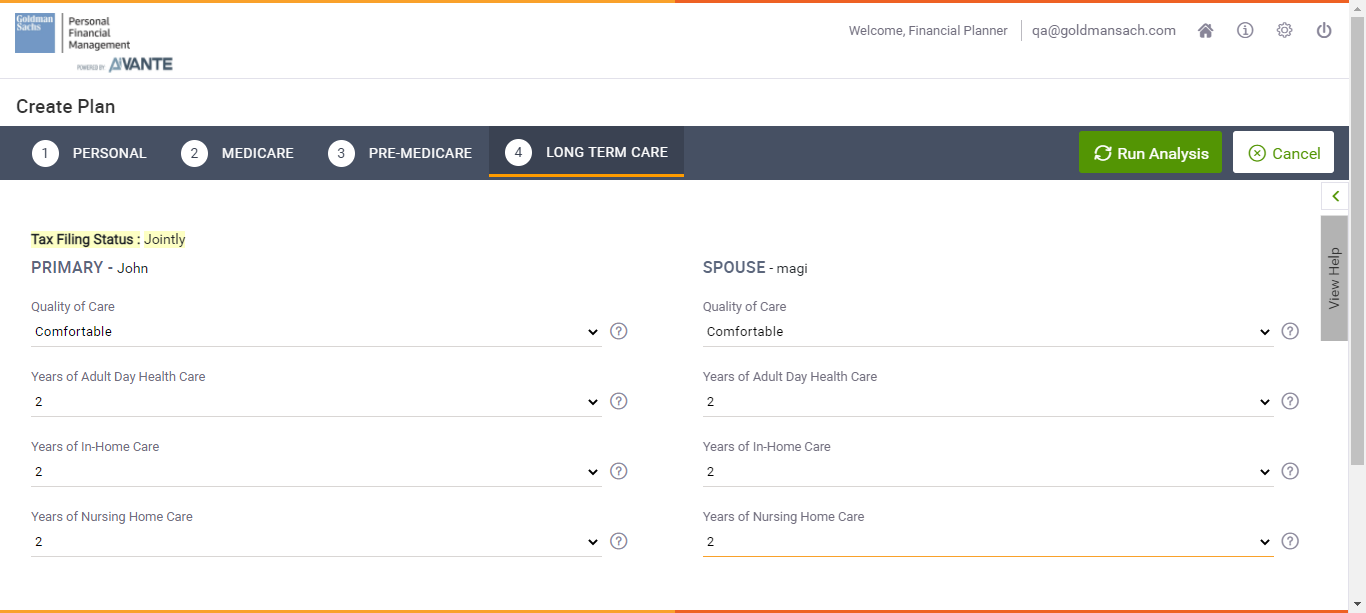 Goldman Sachs
Personal Financial Management
POWERED BY AiVANTE
Welcome, Financial Planner
qa@goldmansach.com
Create Plan
1 PERSONAL
2 MEDICARE
3 PRE-MEDICARE
4 LONG TERM CARE
Run Analysis
Cancel
View Help
Tax Filing Status : Jointly
PRIMARY - John
Quality of Care
Comfortable
?
Years of Adult Day Health Care
2
?
Years of In-Home Care
2
?
Years of Nursing Home Care
2
?
SPOUSE - magi
Quality of Care
Comfortable
?
Years of Adult Day Health Care
2
?
Years of In-Home Care
2
?
Years of Nursing Home Care
2
?